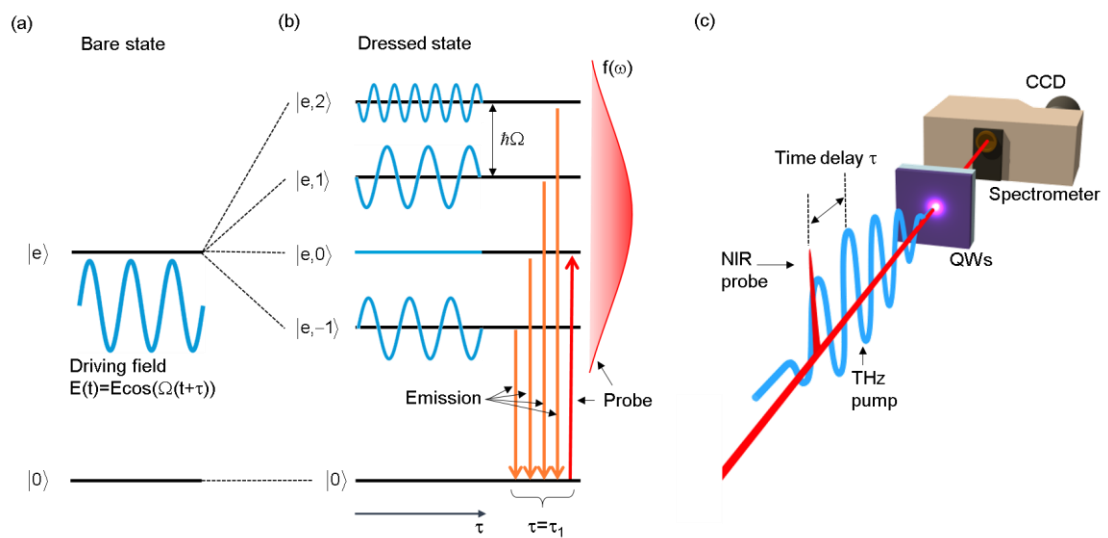 (a)
Bare state
|e⟩
Driving field
E(t)=Ecos(Ω(t+τ))
|0⟩
(b)
Dressed state
f(ω)
|e,2⟩
ħΩ
|e,1⟩
|e,0⟩
|e,−1⟩
Emission
Probe
|0⟩
τ
τ=τ₁
(c)
CCD
Time delay τ
Spectrometer
NIR
probe
QWs
THz
pump